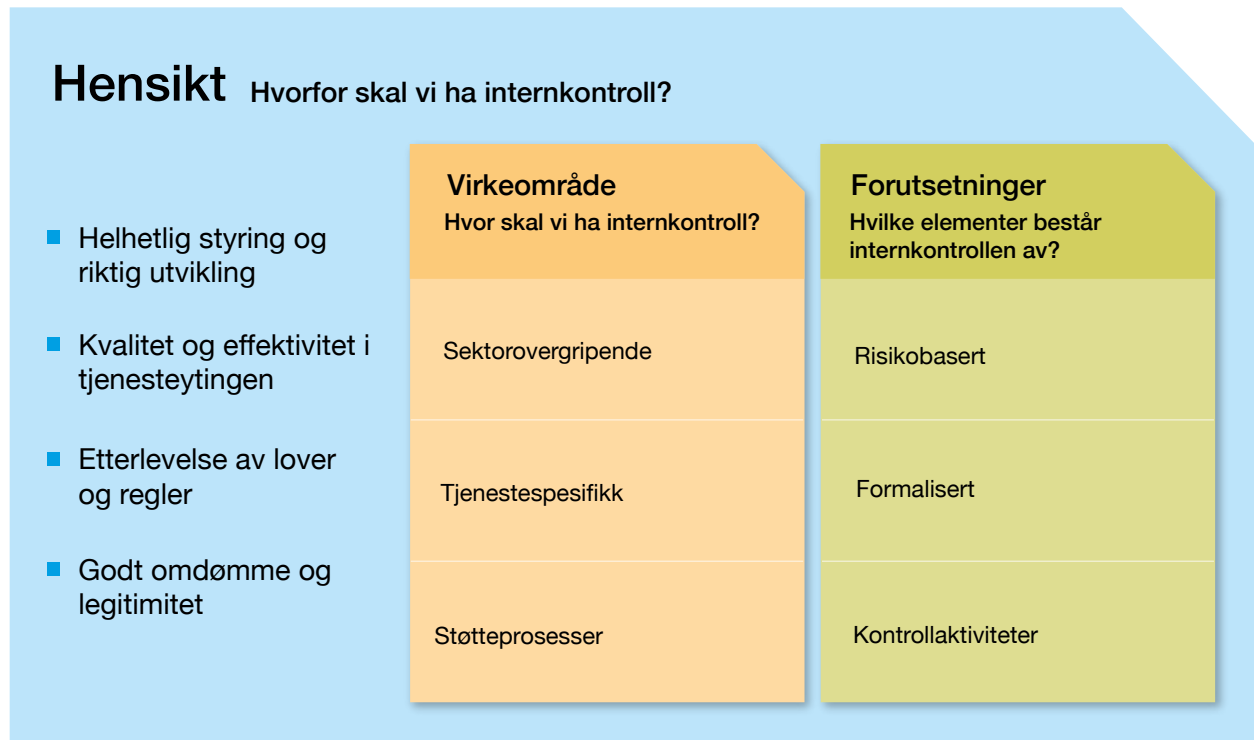 Hensikt Hvorfor skal vi ha internkontroll?
Helhetlig styring og
riktig utvikling
Kvalitet og effektivitet i
tjenesteytingen
Etterlevelse av lover
og regler
Godt omdømme og
legitimitet
Virkeområde
Hvor skal vi ha internkontroll?
Sektorovergripende
Tjenestespesifikk
Støtteprosesser
Forutsetninger
Hvilke elementer består
internkontrollen av?
Risikobasert
Formalisert
Kontrollaktiviteter